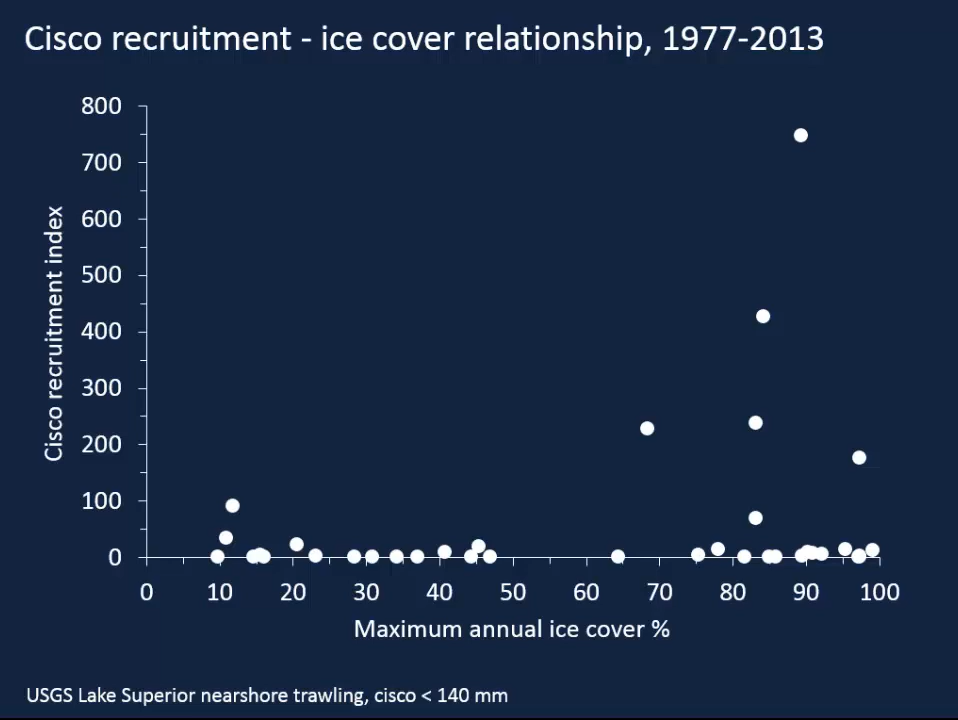 Cisco recruitment - ice cover relationship, 1977-2013
800
700
600
500
400
300
200
100
0
Cisco recruitment index
0 10 20 30 40 50 60 70 80 90 100
Maximum annual ice cover %
USGS Lake Superior nearshore trawling, cisco < 140 mm